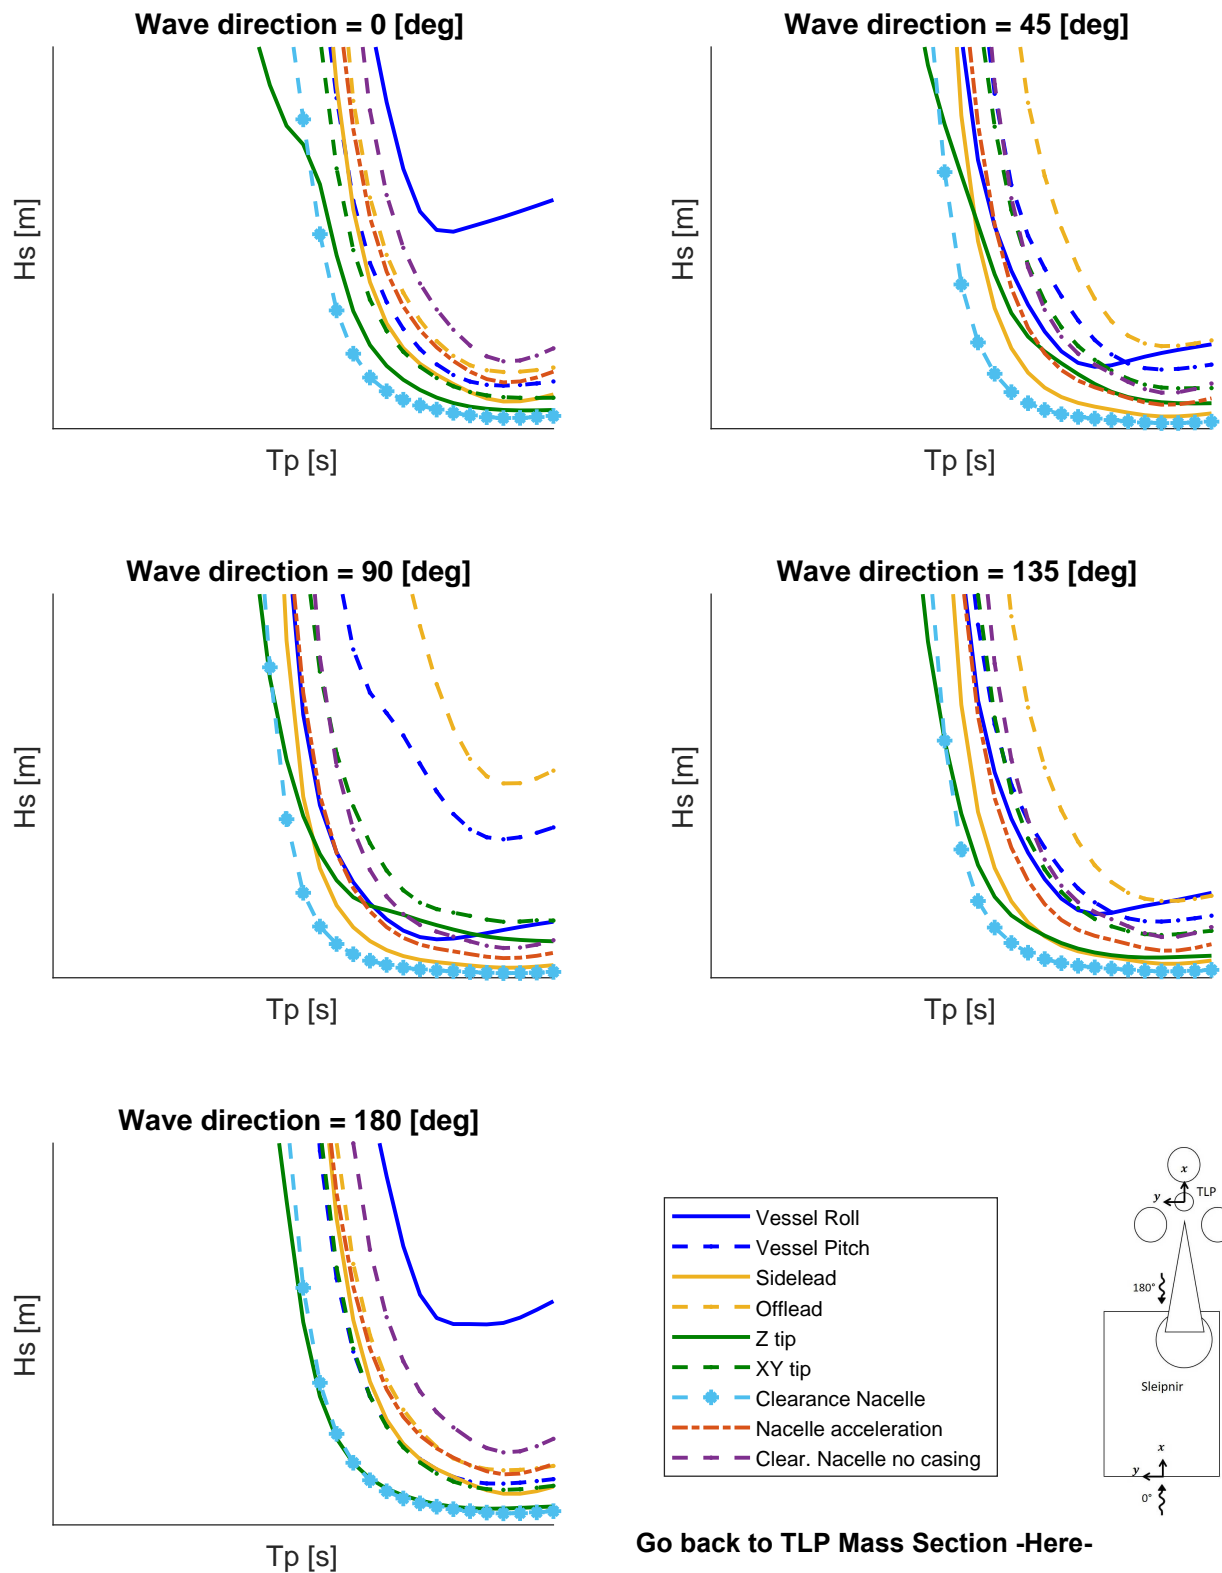 Wave direction = 0 [deg]
Hs [m]
Tp [s]
Wave direction = 45 [deg]
Hs [m]
Tp [s]
Wave direction = 90 [deg]
Hs [m]
Tp [s]
Wave direction = 135 [deg]
Hs [m]
Tp [s]
Wave direction = 180 [deg]
Hs [m]
Tp [s]
Vessel Roll
Vessel Pitch
Sidelead
Offlead
Z tip
XY tip
Clearance Nacelle
Nacelle acceleration
Clear. Nacelle no casing
x
TLP
y
180°
Sleipnir
x
y
0°
Go back to TLP Mass Section -Here-